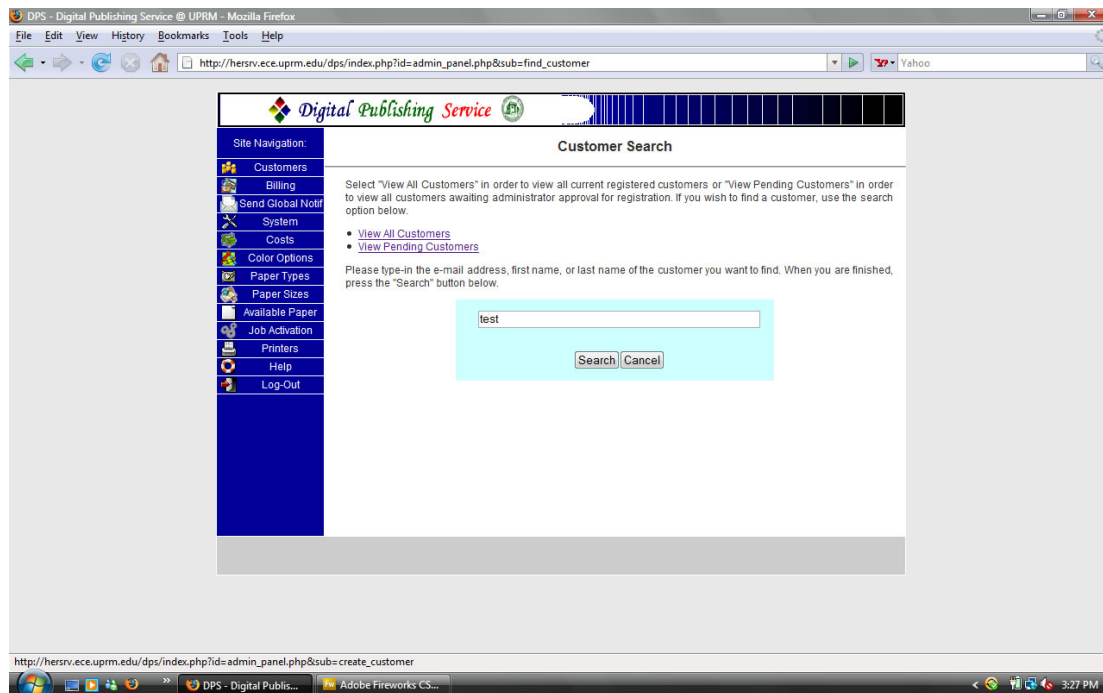 DPS - Digital Publishing Service @ UPRM - Mozilla Firefox
File Edit View History Bookmarks Tools Help
http://hersrv.ece.uprm.edu/dps/index.php?id=admin_panel.php&sub=find_customer
Yahoo
Digital Publishing Service
Site Navigation:
Customer Search
Customers
Billing
Send Global Notif
System
Costs
Color Options
Paper Types
Paper Sizes
Available Paper
Job Activation
Printers
Help
Log-Out
Select "View All Customers" in order to view all current registered customers or "View Pending Customers" in order
to view all customers awaiting administrator approval for registration. If you wish to find a customer, use the search
option below.
View All Customers
View Pending Customers
Please type-in the e-mail address, first name, or last name of the customer you want to find. When you are finished,
press the "Search" button below.
test
Search Cancel
http://hersrv.ece.uprm.edu/dps/index.php?id=admin_panel.php&sub=create_customer
DPS - Digital Publis...
Adobe Fireworks CS...
3:27 PM